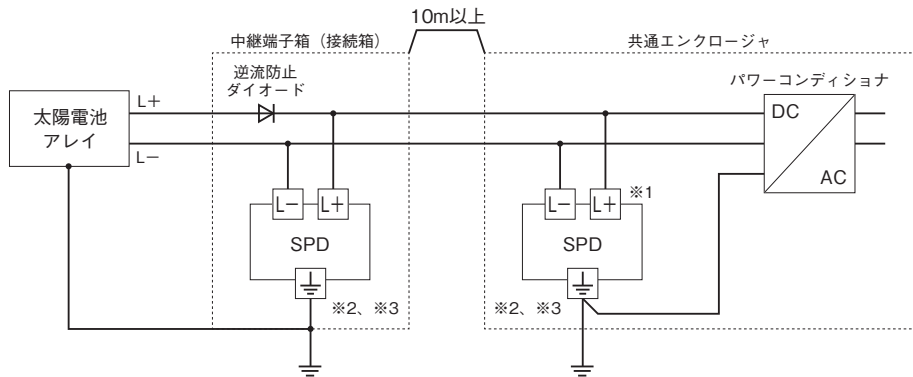 10m以上
中継端子箱（接続箱）
共通エンクロージャ
逆流防止
ダイオード
パワーコンディショナ
太陽電池
アレイ
L+
L−
DC
AC
L−
L+
SPD
※2、※3
L−
L+
※1
SPD
※2、※3